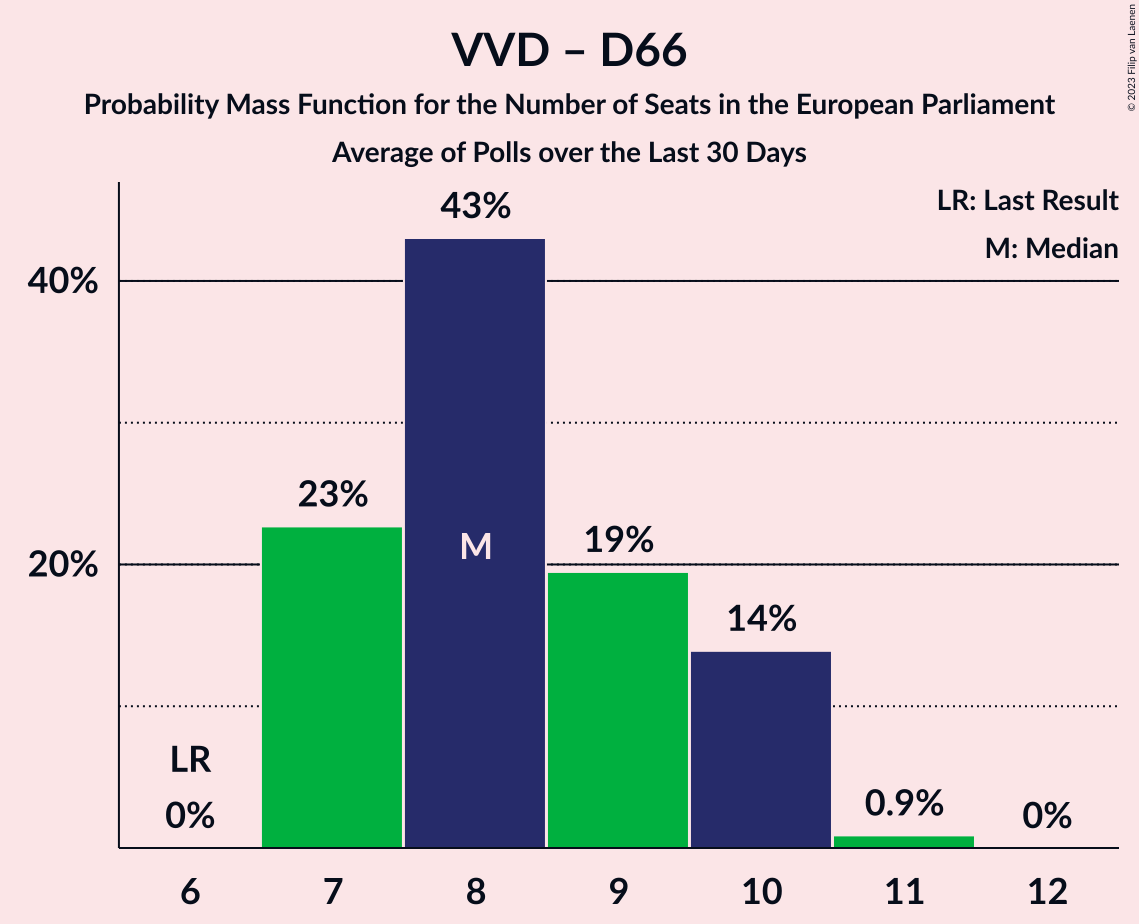 VVD – D66
Probability Mass Function for the Number of Seats in the European Parliament
Average of Polls over the Last 30 Days
© 2023 Filip van Laenen
LR: Last Result
M: Median
40%
20%
LR
0%
23%
43%
M
19%
14%
0.9%
0%
6 7 8 9 10 11 12